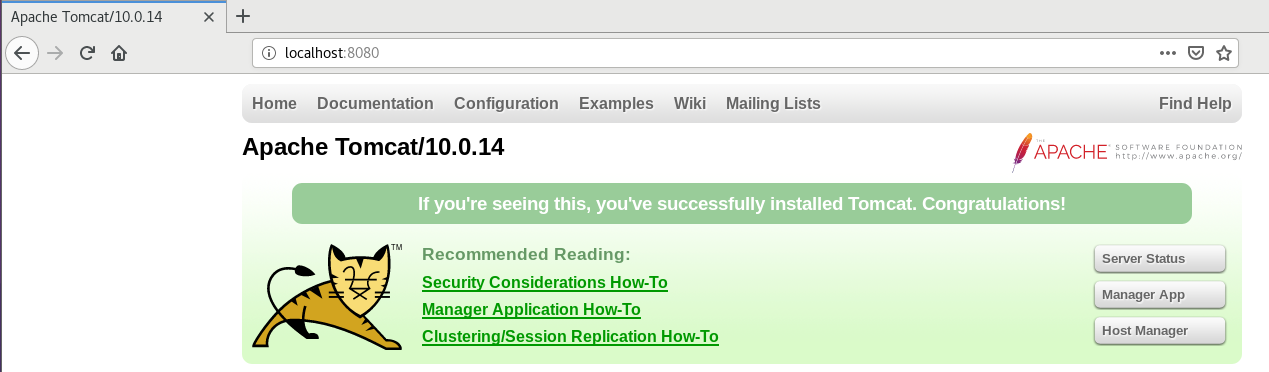 Apache Tomcat/10.0.14
localhost:8080
Home Documentation Configuration Examples Wiki Mailing Lists Find Help
Apache Tomcat/10.0.14
THE APACHE® SOFTWARE FOUNDATION
http://www.apache.org/
If you're seeing this, you've successfully installed Tomcat. Congratulations!
TM
Recommended Reading:
Security Considerations How-To
Manager Application How-To
Clustering/Session Replication How-To
Server Status
Manager App
Host Manager